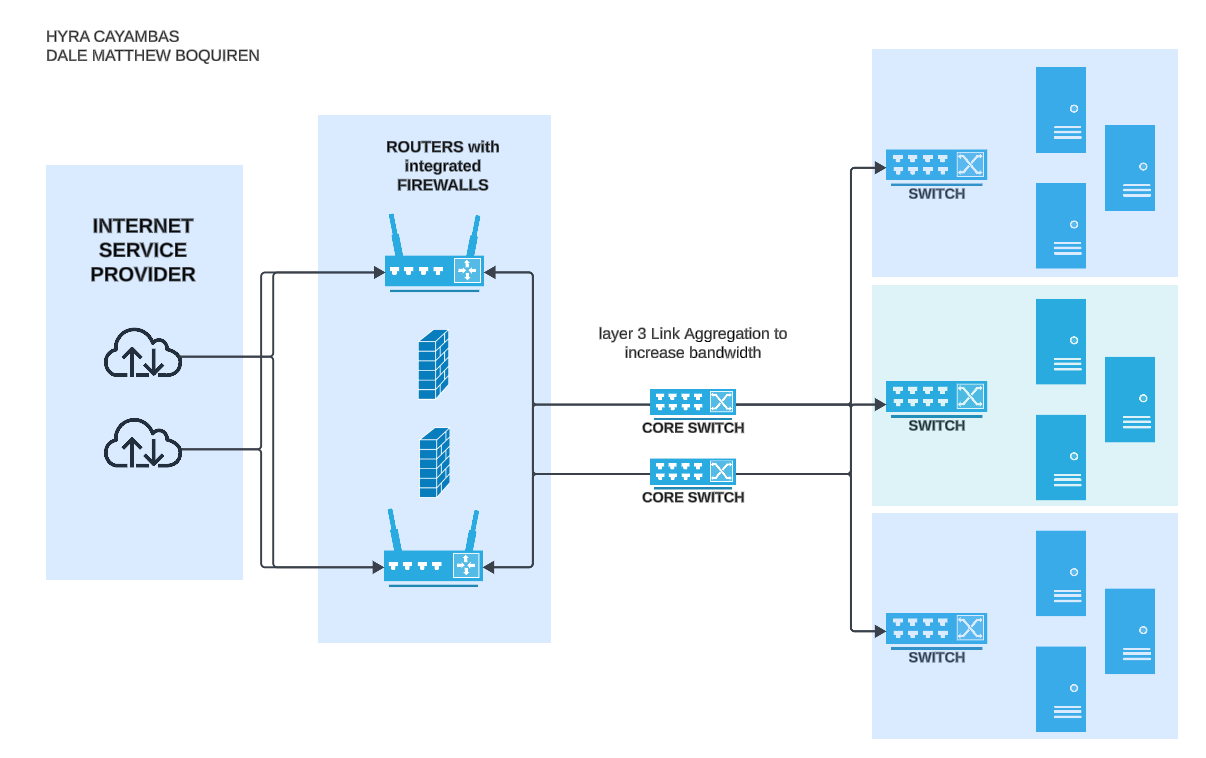 HYRA CAYAMBAS
DALE MATTHEW BOQUIREN
INTERNET
SERVICE
PROVIDER
ROUTERS with
integrated
FIREWALLS
layer 3 Link Aggregation to
increase bandwidth
CORE SWITCH
CORE SWITCH
SWITCH
SWITCH
SWITCH